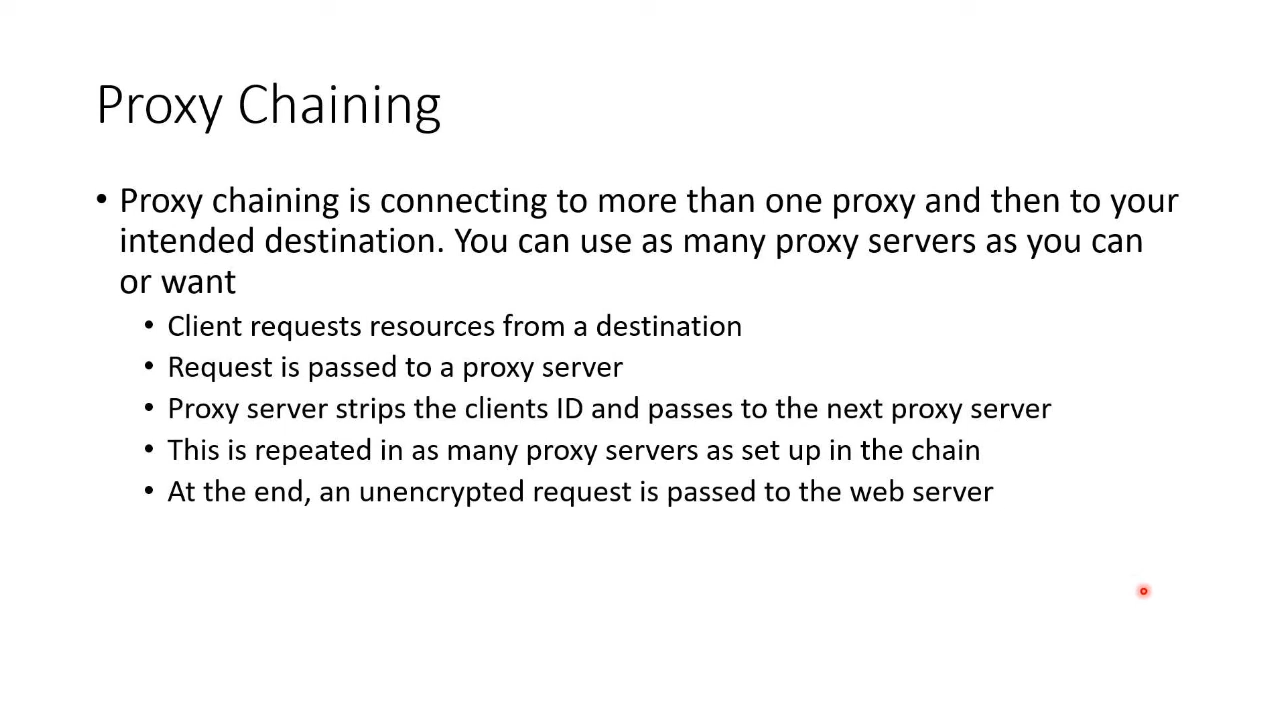 Proxy Chaining
• Proxy chaining is connecting to more than one proxy and then to your
intended destination. You can use as many proxy servers as you can
or want
• Client requests resources from a destination
• Request is passed to a proxy server
• Proxy server strips the clients ID and passes to the next proxy server
• This is repeated in as many proxy servers as set up in the chain
• At the end, an unencrypted request is passed to the web server